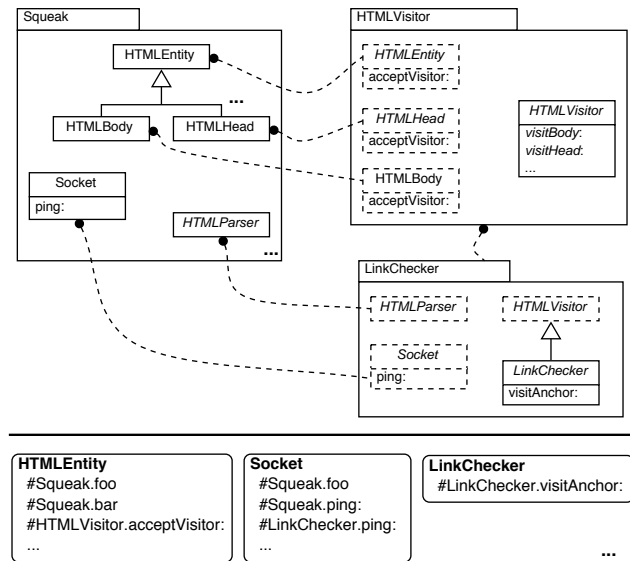 Squeak
HTMLEntity
...
HTMLBody
HTMLHead
Socket
ping:
HTMLParser
...
HTMLVisitor
HTMLEntity
acceptVisitor:
HTMLHead
acceptVisitor:
HTMLBody
acceptVisitor:
HTMLVisitor
visitBody:
visitHead:
...
LinkChecker
HTMLParser
HTMLVisitor
Socket
ping:
LinkChecker
visitAnchor:
HTMLEntity
#Squeak.foo
#Squeak.bar
#HTMLVisitor.acceptVisitor:
...
Socket
#Squeak.foo
#Squeak.ping:
#LinkChecker.ping:
...
LinkChecker
#LinkChecker.visitAnchor:
...